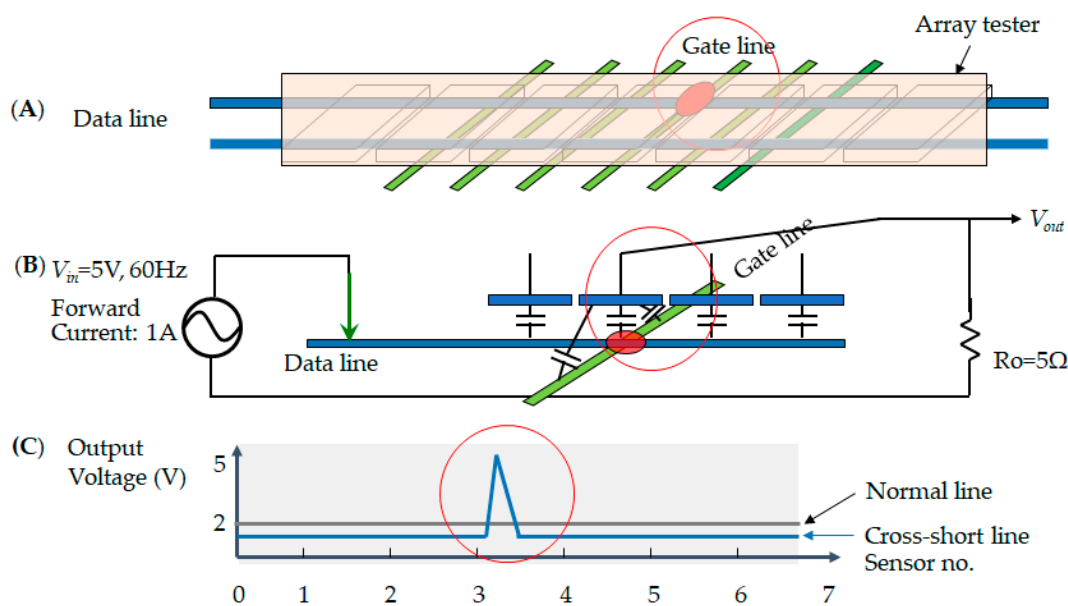 Array tester
Gate line
(A)
Data line
V_out
(B) V_in=5V, 60Hz
Gate line
Forward
Current: 1A
Data line
Ro=5Ω
(C) Output
Voltage (V)
5
2
Normal line
Cross-short line
Sensor no.
0 1 2 3 4 5 6 7